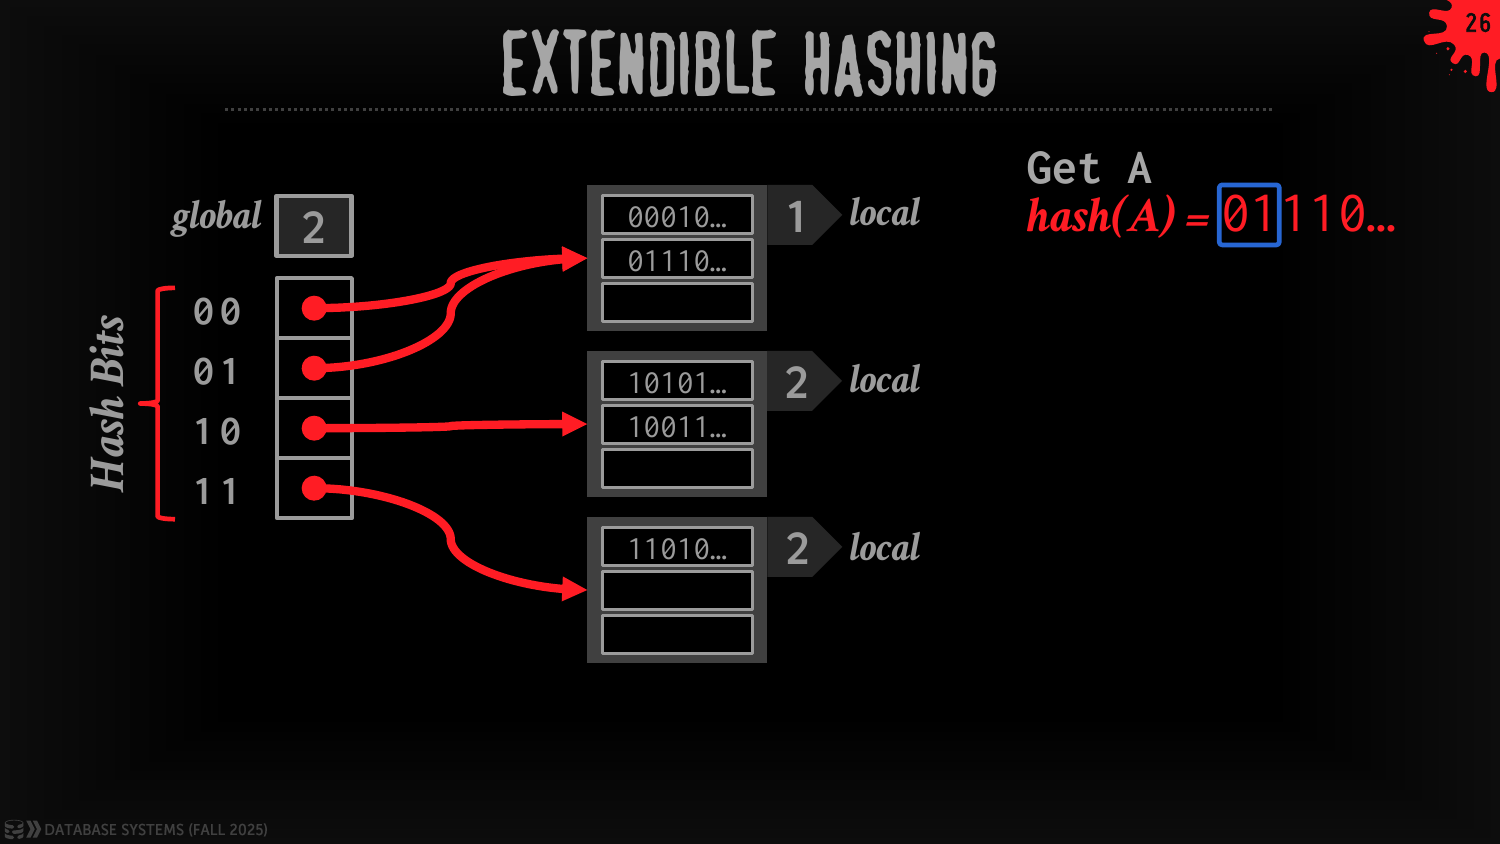 EXTENDIBLE HASHING
26
Get A
hash(A) = 01110…
global 2
Hash Bits
00
01
10
11
00010…
01110…
1 local
10101…
10011…
2 local
11010…
2 local
DATABASE SYSTEMS (FALL 2025)